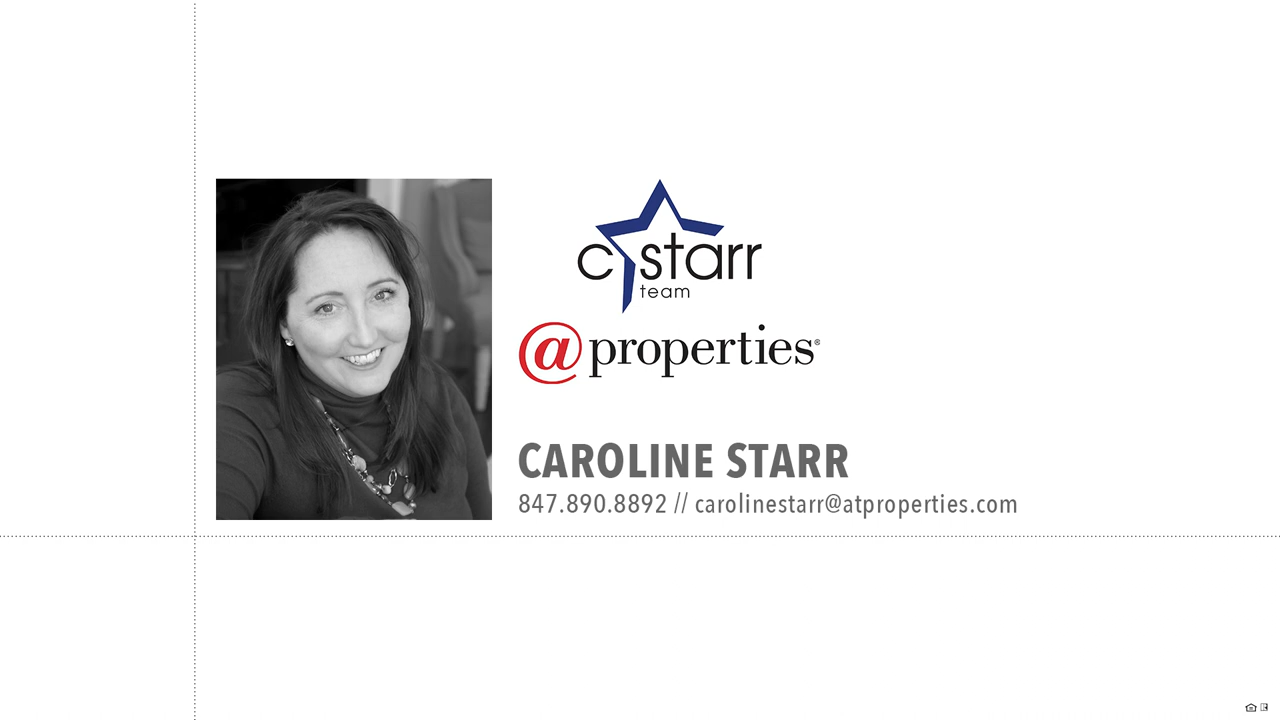 c starr
team
@properties®
CAROLINE STARR
847.890.8892 // carolinestarr@atproperties.com